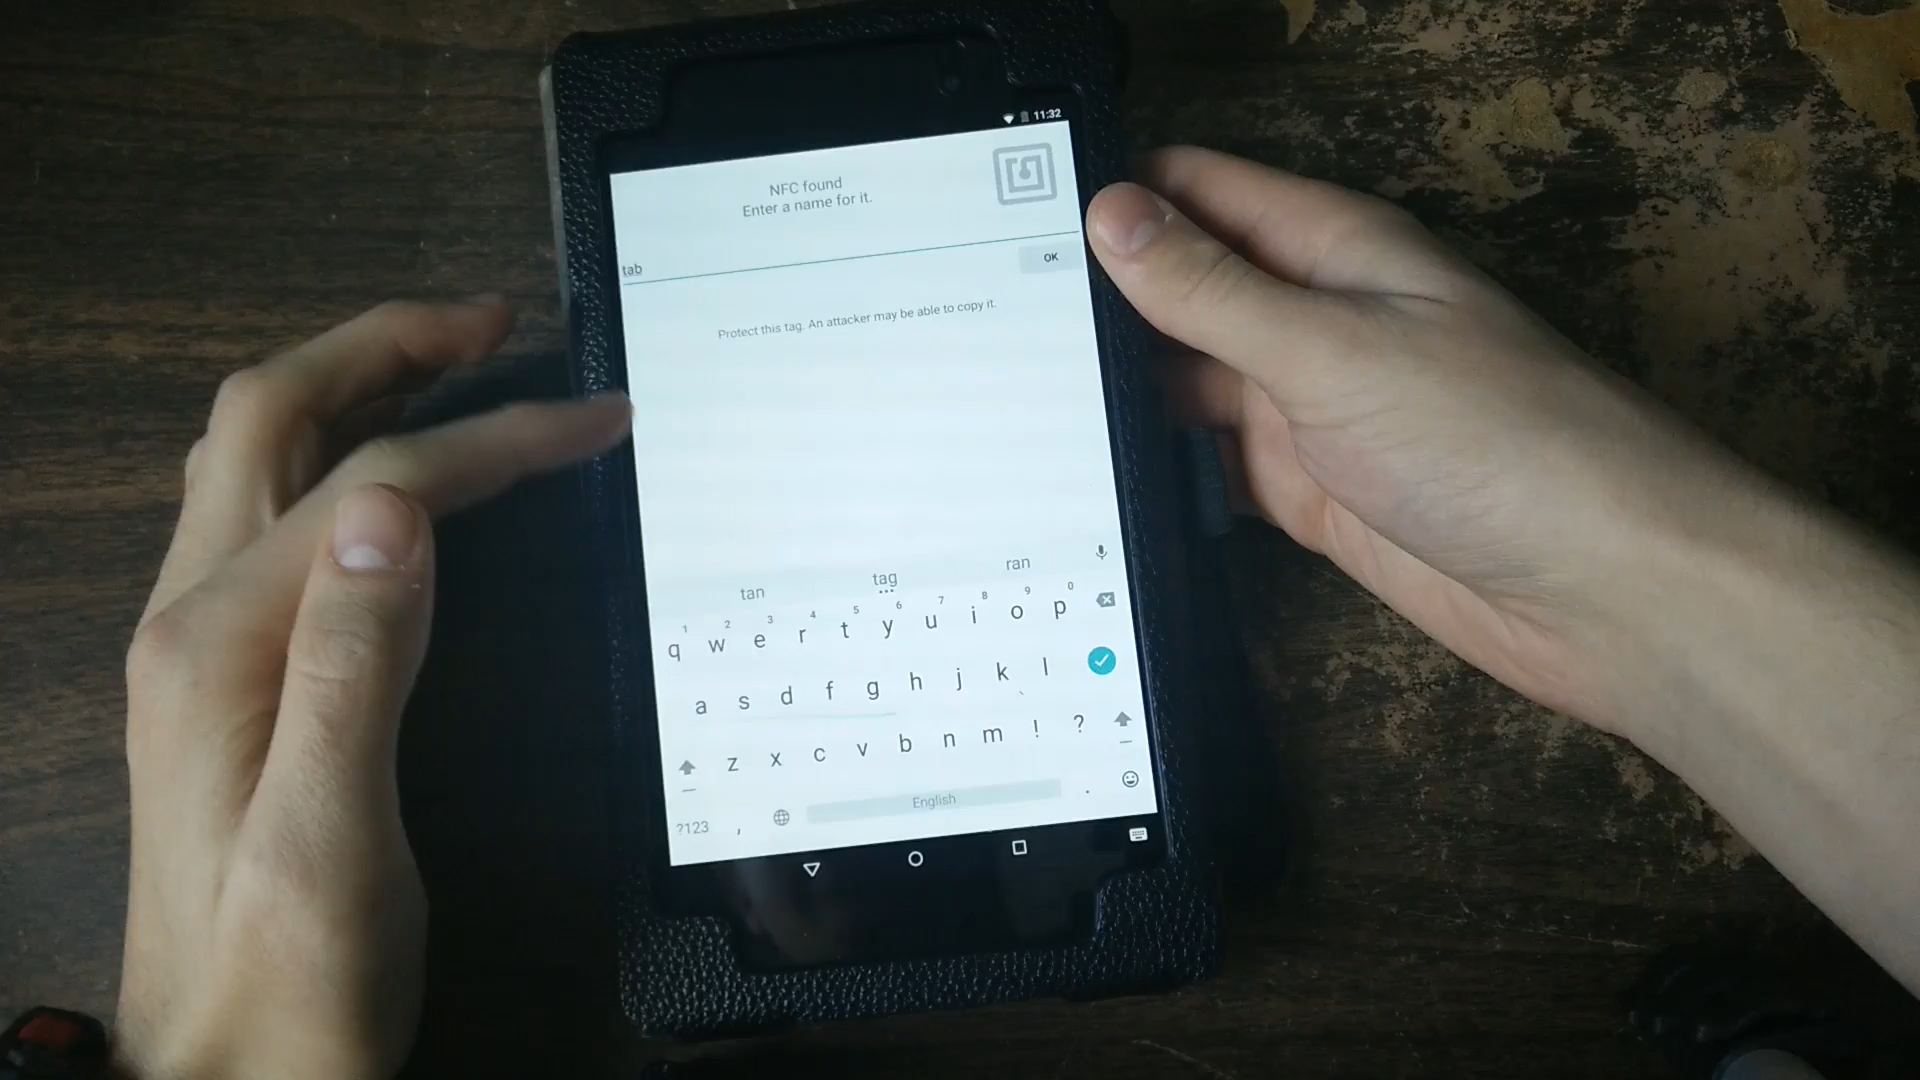 11:32
NFC found
Enter a name for it.
tab
OK
Protect this tag. An attacker may be able to copy it.
tan tag ran
1 2 3 4 5 6 7 8 9 0
q w e r t y u i o p
a s d f g h j k l
z x c v b n m ! ?
?123 , English .